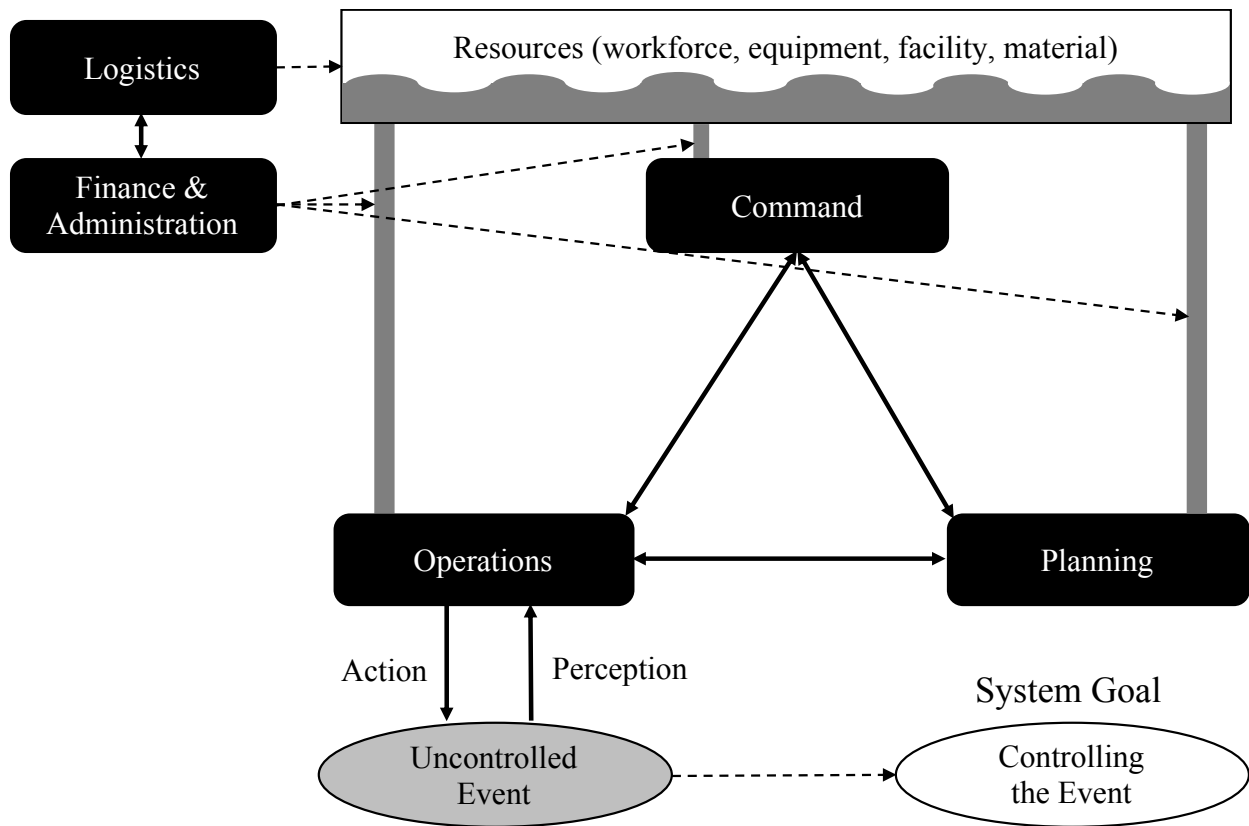 Resources (workforce, equipment, facility, material)
Logistics
Finance &
Administration
Command
Operations
Planning
Action
Perception
System Goal
Uncontrolled
Event
Controlling
the Event